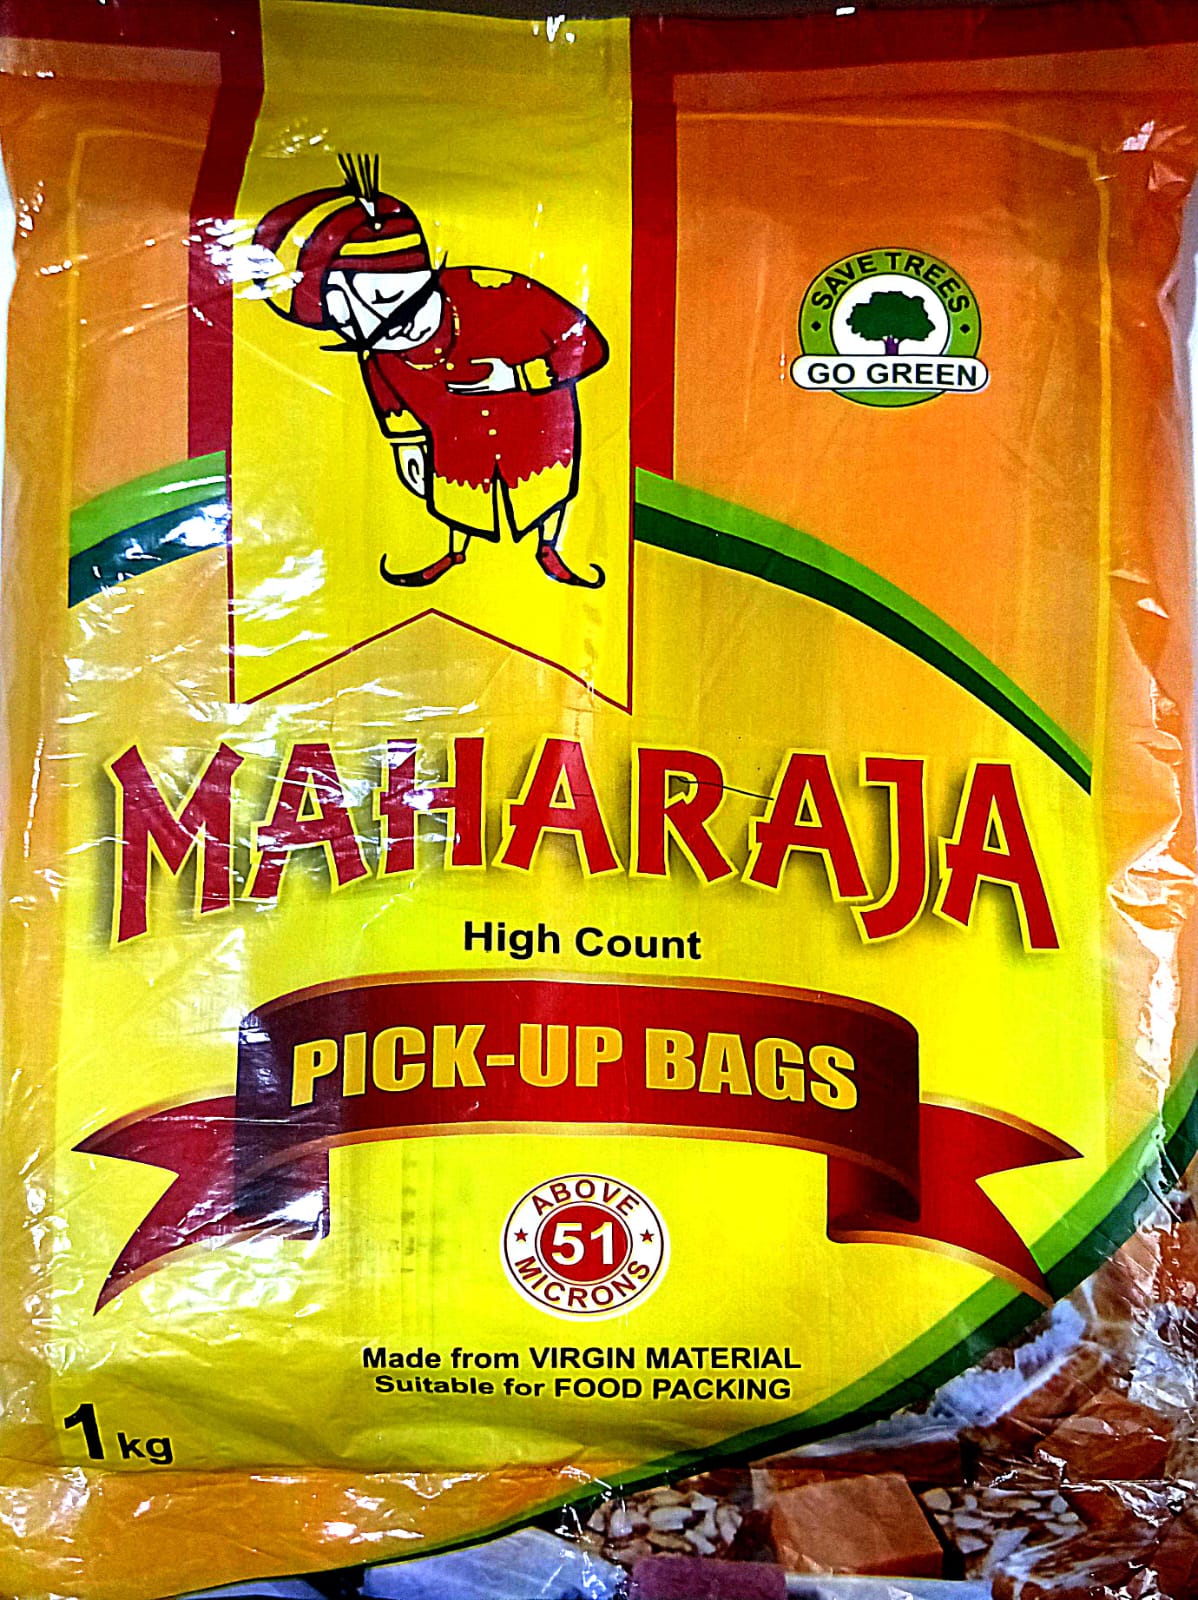 SAVE TREES
GO GREEN
MAHARAJA
High Count
PICK-UP BAGS
ABOVE
51
MICRONS
Made from VIRGIN MATERIAL
Suitable for FOOD PACKING
1 kg